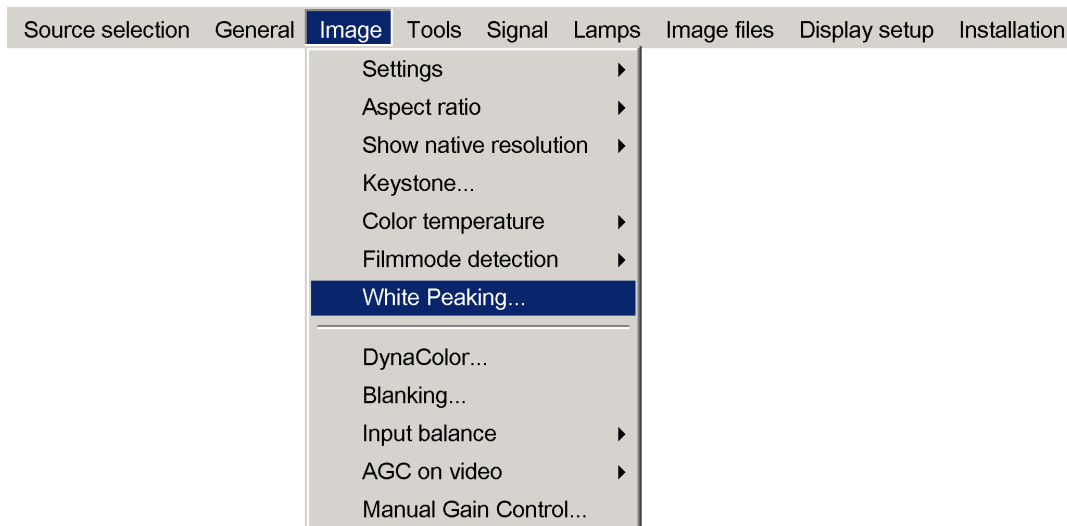 Source selection General Image Tools Signal Lamps Image files Display setup Installation
Settings
Aspect ratio
Show native resolution
Keystone...
Color temperature
Filmmode detection
White Peaking...
DynaColor...
Blanking...
Input balance
AGC on video
Manual Gain Control...